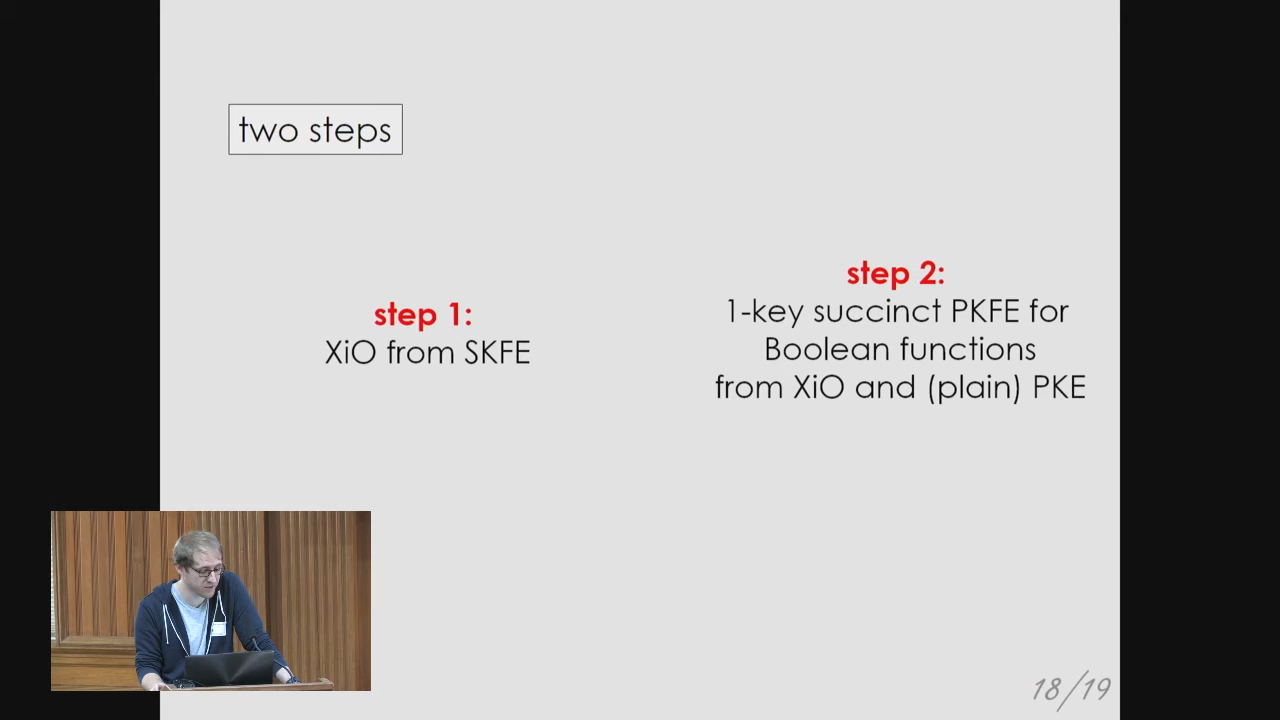 two steps
step 1:
XiO from SKFE
step 2:
1-key succinct PKFE for
Boolean functions
from XiO and (plain) PKE
18/19